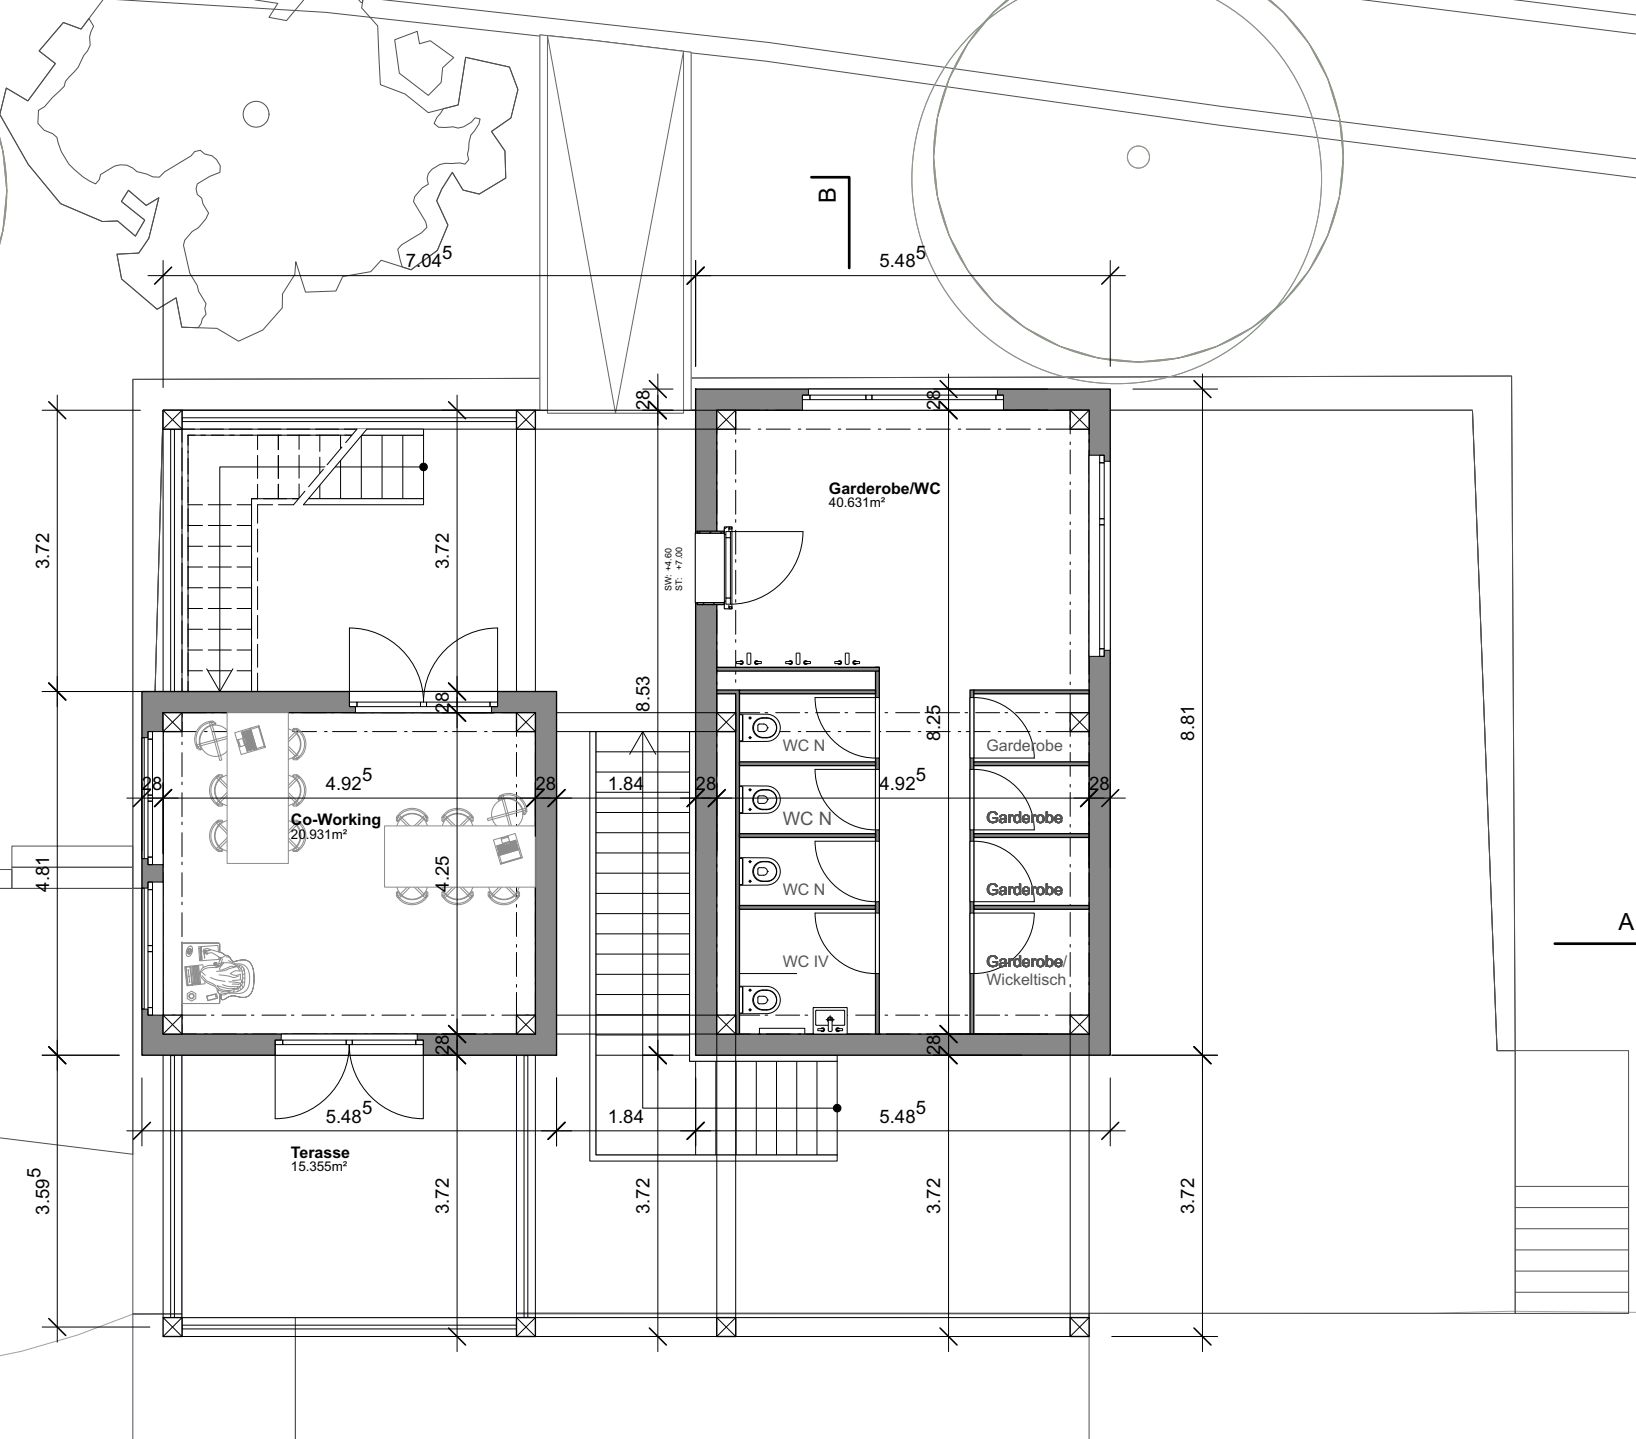 B
7.04⁵
5.48⁵
28
28
Garderobe/WC
40.631m²
3.72
3.72
SW: +4.60
ST: +7.00
28
8.53
8.25
8.81
WC N
Garderobe
28
4.92⁵
28
1.84
28
4.92⁵
28
Co-Working
20.931m²
WC N
Garderobe
4.81
4.25
WC N
Garderobe
A
WC IV
Garderobe/
Wickeltisch
28
28
5.48⁵
1.84
5.48⁵
Terasse
15.355m²
3.59⁵
3.72
3.72
3.72
3.72